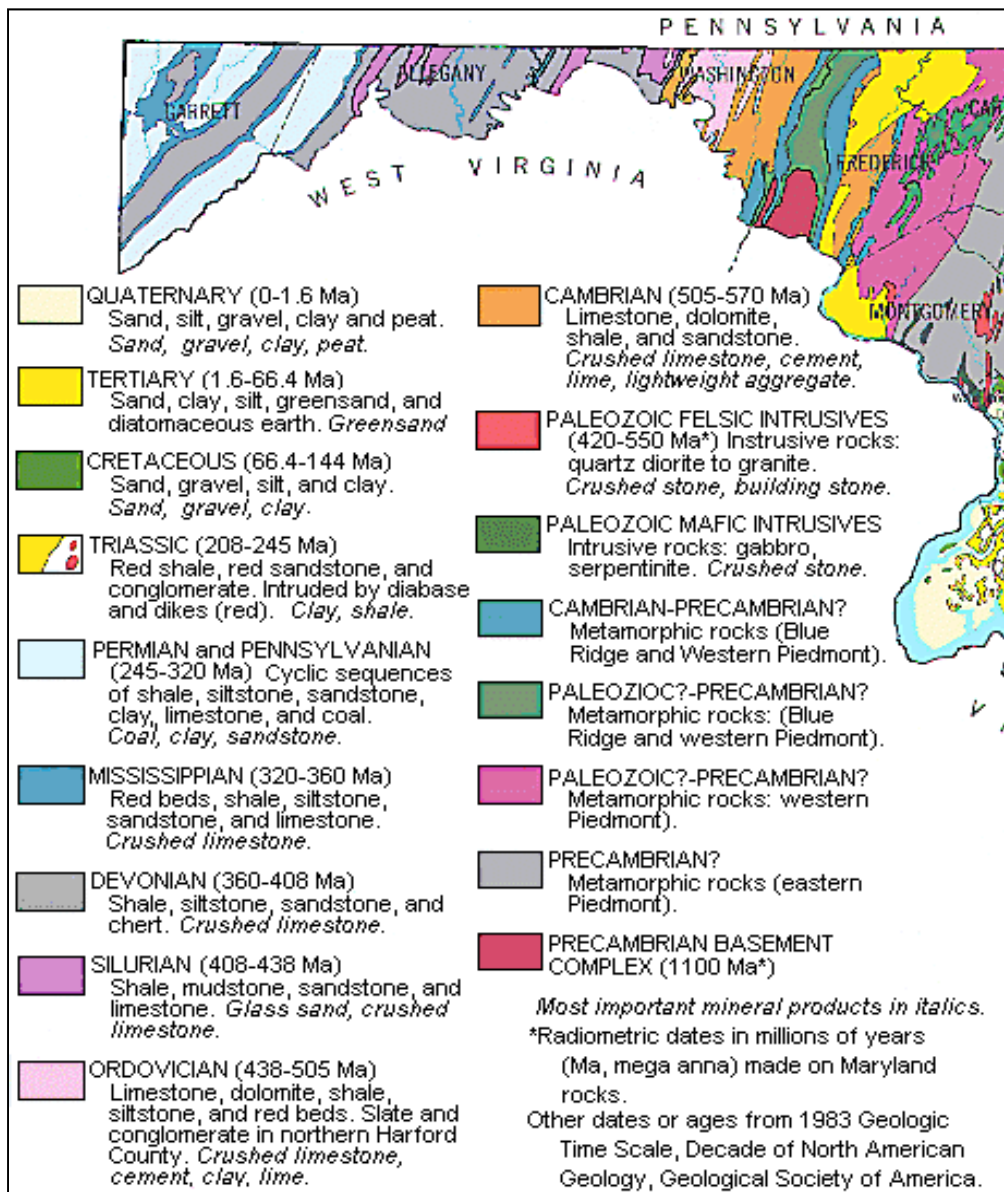 PENNSYLVANIA
ALLEGANY
WASHINGTON
GARRETT
CAR
FREDERICK
WEST VIRGINIA
MONTGOMERY
V
QUATERNARY (0-1.6 Ma)
Sand, silt, gravel, clay and peat.
Sand, gravel, clay, peat.
TERTIARY (1.6-66.4 Ma)
Sand, clay, silt, greensand, and
diatomaceous earth. Greensand
CRETACEOUS (66.4-144 Ma)
Sand, gravel, silt, and clay.
Sand, gravel, clay.
TRIASSIC (208-245 Ma)
Red shale, red sandstone, and
conglomerate. Intruded by diabase
and dikes (red). Clay, shale.
PERMIAN and PENNSYLVANIAN
(245-320 Ma) Cyclic sequences
of shale, siltstone, sandstone,
clay, limestone, and coal.
Coal, clay, sandstone.
MISSISSIPPIAN (320-360 Ma)
Red beds, shale, siltstone,
sandstone, and limestone.
Crushed limestone.
DEVONIAN (360-408 Ma)
Shale, siltstone, sandstone, and
chert. Crushed limestone.
SILURIAN (408-438 Ma)
Shale, mudstone, sandstone, and
limestone. Glass sand, crushed
limestone.
ORDOVICIAN (438-505 Ma)
Limestone, dolomite, shale,
siltstone, and red beds. Slate and
conglomerate in northern Harford
County. Crushed limestone,
cement, clay, lime.
CAMBRIAN (505-570 Ma)
Limestone, dolomite,
shale, and sandstone.
Crushed limestone, cement,
lime, lightweight aggregate.
PALEOZOIC FELSIC INTRUSIVES
(420-550 Ma*) Instrusive rocks:
quartz diorite to granite.
Crushed stone, building stone.
PALEOZOIC MAFIC INTRUSIVES
Intrusive rocks: gabbro,
serpentinite. Crushed stone.
CAMBRIAN-PRECAMBRIAN?
Metamorphic rocks (Blue
Ridge and Western Piedmont).
PALEOZIOC?-PRECAMBRIAN?
Metamorphic rocks: (Blue
Ridge and western Piedmont).
PALEOZOIC?-PRECAMBRIAN?
Metamorphic rocks: western
Piedmont).
PRECAMBRIAN?
Metamorphic rocks (eastern
Piedmont).
PRECAMBRIAN BASEMENT
COMPLEX (1100 Ma*)
Most important mineral products in italics.
*Radiometric dates in millions of years
(Ma, mega anna) made on Maryland
rocks.
Other dates or ages from 1983 Geologic
Time Scale, Decade of North American
Geology, Geological Society of America.